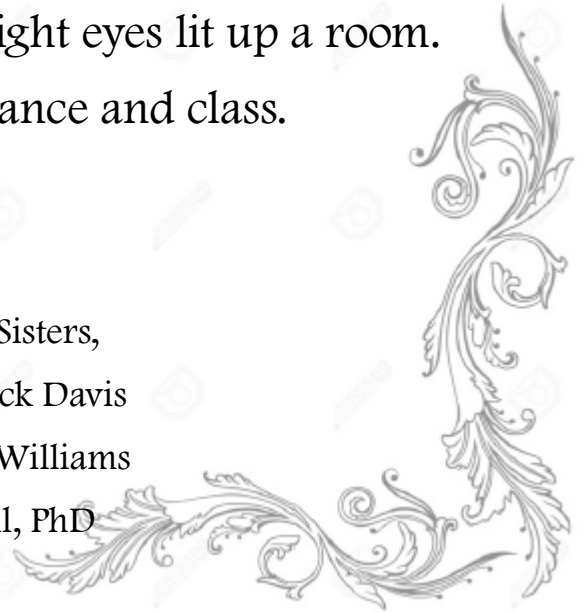 ight eyes lit up a room.
ance and class.
Sisters,
ck Davis
Williams
l, PhD